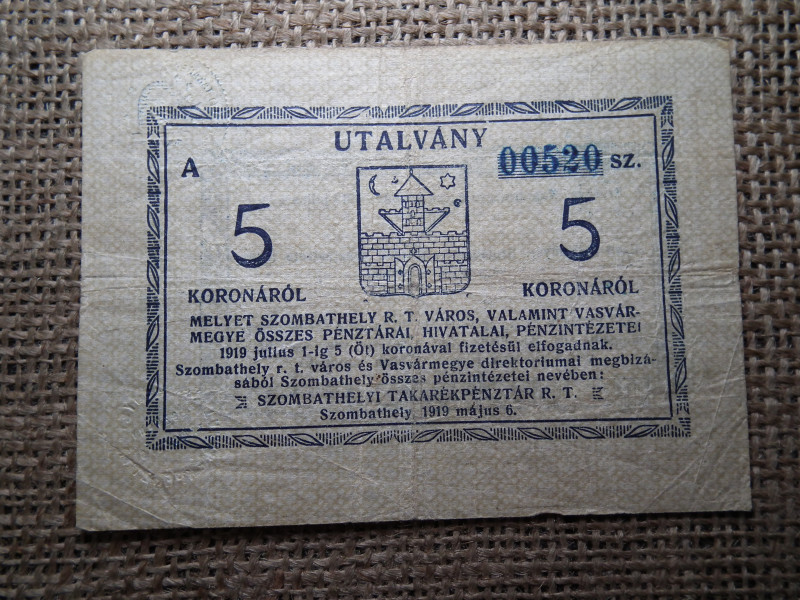 UTALVÁNY
A
00520 SZ.
5
5
KORONÁRÓL
KORONÁRÓL
MELYET SZOMBATHELY R. T. VÁROS, VALAMINT VASVÁR-
MEGYE ÖSSZES PÉNZTÁRAI, HIVATALAI, PÉNZINTÉZETEI
1919 julius 1-ig 5 (Öt) koronával fizetésül elfogadnak.
Szombathely r. t. város és Vasvármegye direktoriumai megbizá-
sából Szombathely összes pénzintézetei nevében:
SZOMBATHELYI TAKARÉKPÉNZTÁR R. T.
Szombathely, 1919 május 6.